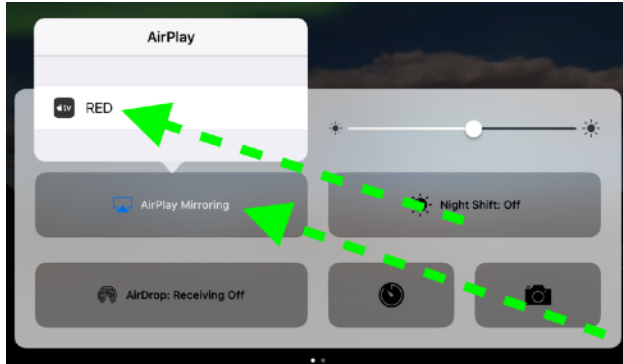 AirPlay
tv RED
AirPlay Mirroring
Night Shift: Off
AirDrop: Receiving Off